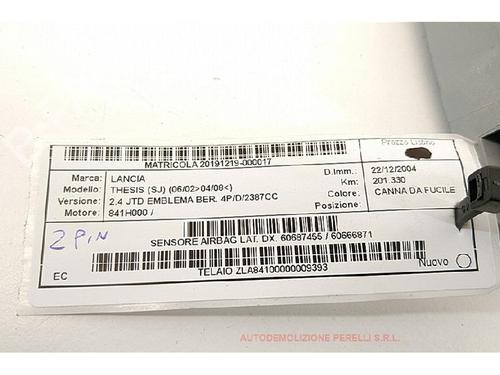 Prezzo Listino
MATRICOLA 20191219-000017
Marca: LANCIA
Modello: THESIS (SJ) (06/02>04/08<)
Versione: 2.4 JTD EMBLEMA BER. 4P/D/2387CC
Motore: 841H000 /
D.Imm.: 22/12/2004
Km: 201.330
Colore: CANNA DA FUCILE
Posizione:
2 PIN
SENSORE AIRBAG LAT. DX. 60687455 / 60666871
TELAIO ZLA84100000009393
EC
Nuovo
AUTODEMOLIZIONE PERELLI S.R.L.